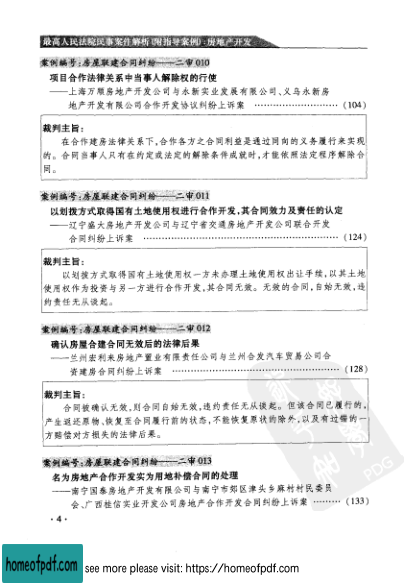 最高人民法院民事案件解析(附指导案例):房地产开发
案例编号:房屋联建合同纠纷——二审010
项目合作法律关系中当事人解除权的行使
——上海万顺房地产开发公司与永新实业发展有限公司、义乌永新房
地产开发有限公司合作开发协议纠纷上诉案 ……………………(104)
裁判主旨:
在合作建房法律关系下,合作各方之合同利益是通过同向的义务履行来实现
的。合同当事人只有在约定或法定的解除条件成就时,才能依照法定程序解除合
同。
案例编号:房屋联建合同纠纷——二审011
以划拨方式取得国有土地使用权进行合作开发,其合同效力及责任的认定
——辽宁盛大房地产开发公司与辽宁省交通房地产开发公司联合开发
合同纠纷上诉案 ……………………(124)
裁判主旨:
以划拨方式取得国有土地使用权一方未办理土地使用权出让手续,以其土地
使用权作为投资与另一方进行合作开发,其合同无效。无效的合同,自始无效,违
约责任无从谈起。
案例编号:房屋联建合同纠纷——二审012
确认房屋合建合同无效后的法律后果
——兰州宏利来房地产置业有限责任公司与兰州合发汽车贸易公司合
资建房合同纠纷上诉案 ……………………(128)
裁判主旨:
合同被确认无效,则合同自始无效,违约责任无从谈起。但该合同已履行的,
产生返还原物、恢复至合同履行前的状态,不能恢复原状的除外,以及有过错的一
方赔偿对方损失的法律后果。
案例编号:房屋联建合同纠纷——二审013
名为房地产合作开发实为用地补偿合同的处理
——南宁国泰房地产开发有限公司与南宁市郊区津头乡麻村村民委员
会、广西桂信实业开发公司房地产合作开发合同纠纷上诉案 ………(133)
·4·
PDG
homeofpdf.com see more please visit: https://homeofpdf.com